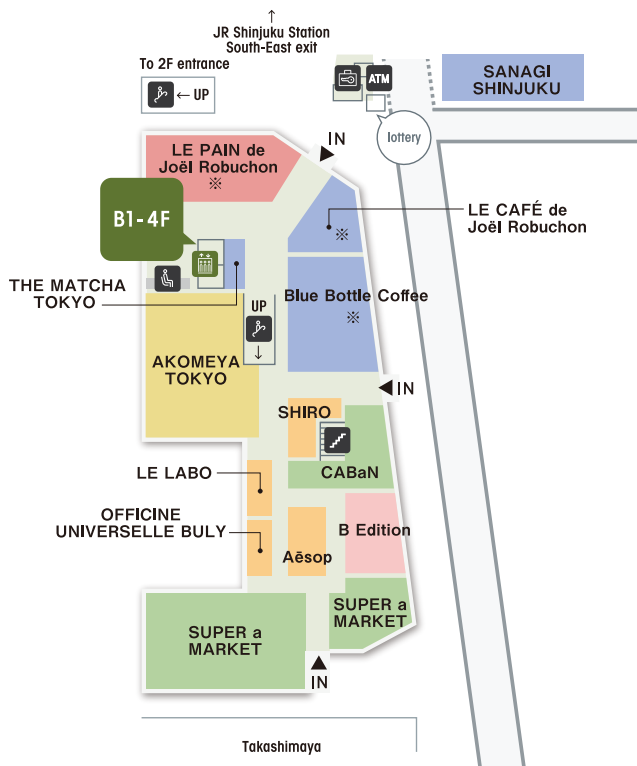 ↑
JR Shinjuku Station
South-East exit
To 2F entrance
← UP
ATM
SANAGI
SHINJUKU
lottery
IN
LE PAIN de
Joël Robuchon
※
B1-4F
※
LE CAFÉ de
Joël Robuchon
THE MATCHA
TOKYO
Blue Bottle Coffee
※
UP
↓
AKOMEYA
TOKYO
IN
SHIRO
CABaN
LE LABO
OFFICINE
UNIVERSELLE BULY
Aēsop
B Edition
SUPER a
MARKET
SUPER a
MARKET
IN
Takashimaya